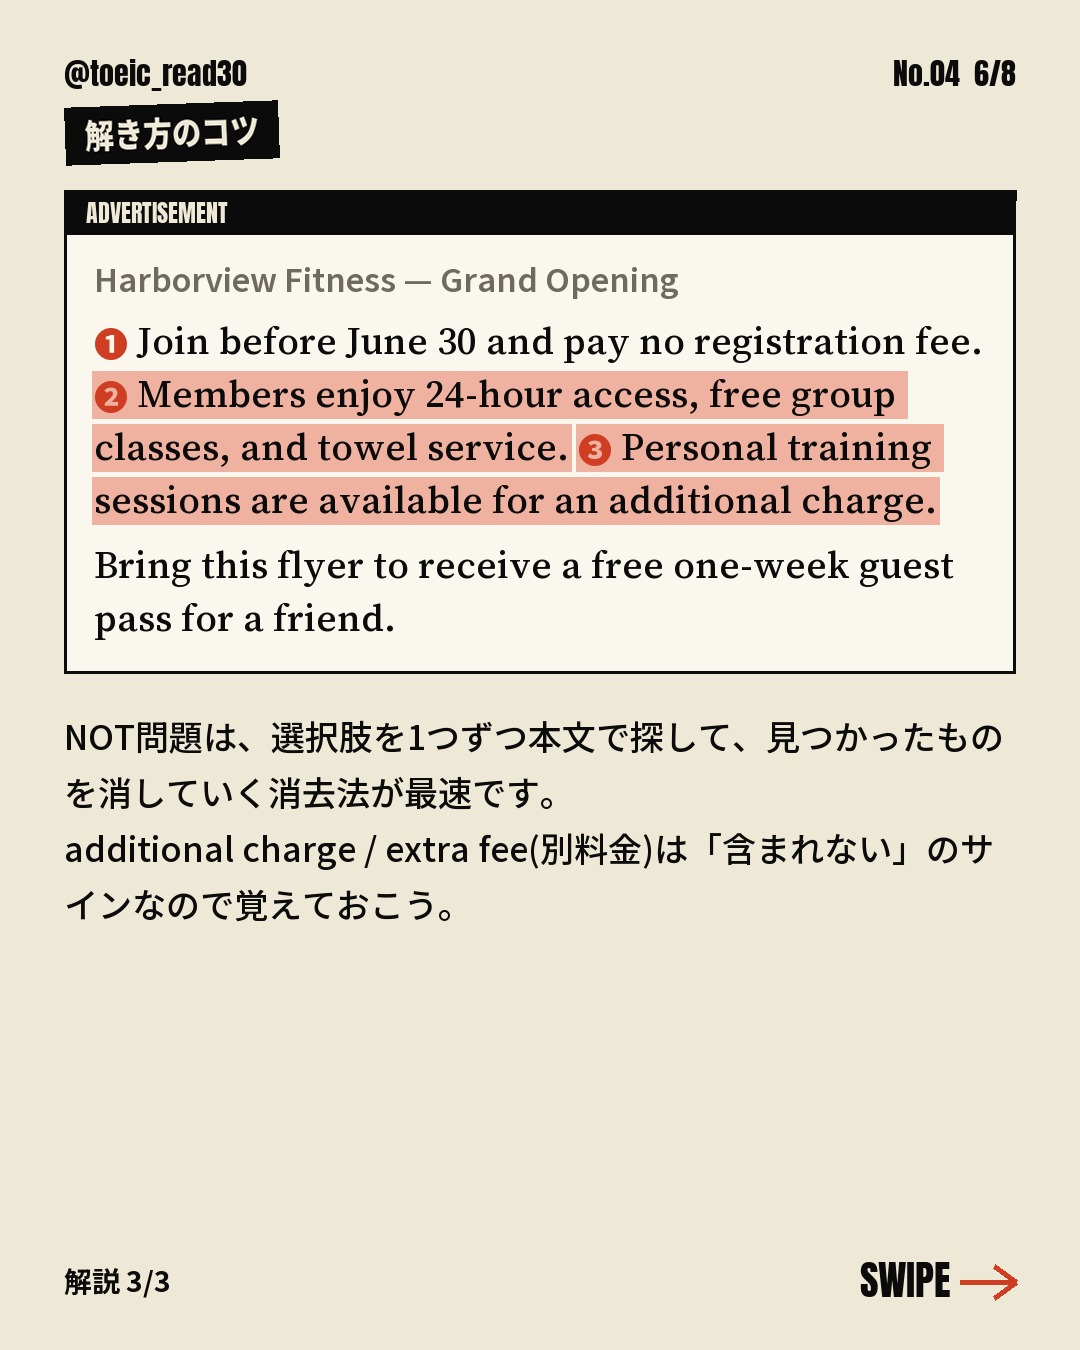 @toeic_read30
No.04 6/8
解き方のコツ
ADVERTISEMENT
Harborview Fitness — Grand Opening
❶ Join before June 30 and pay no registration fee.
❷ Members enjoy 24-hour access, free group
classes, and towel service. ❸ Personal training
sessions are available for an additional charge.
Bring this flyer to receive a free one-week guest
pass for a friend.
NOT問題は、選択肢を1つずつ本文で探して、見つかったもの
を消していく消去法が最速です。
additional charge / extra fee(別料金)は「含まれない」のサ
インなので覚えておこう。
解説 3/3
SWIPE